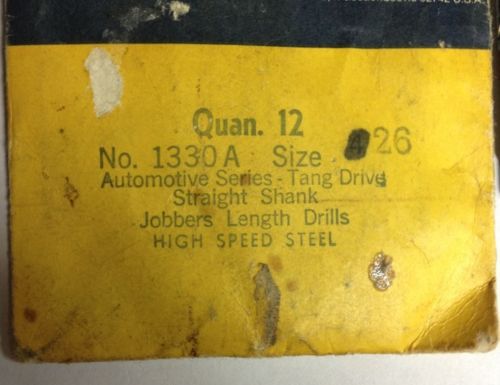 Quan. 12
No. 1330A Size 26
Automotive Series - Tang Drive
Straight Shank
Jobbers Length Drills
HIGH SPEED STEEL